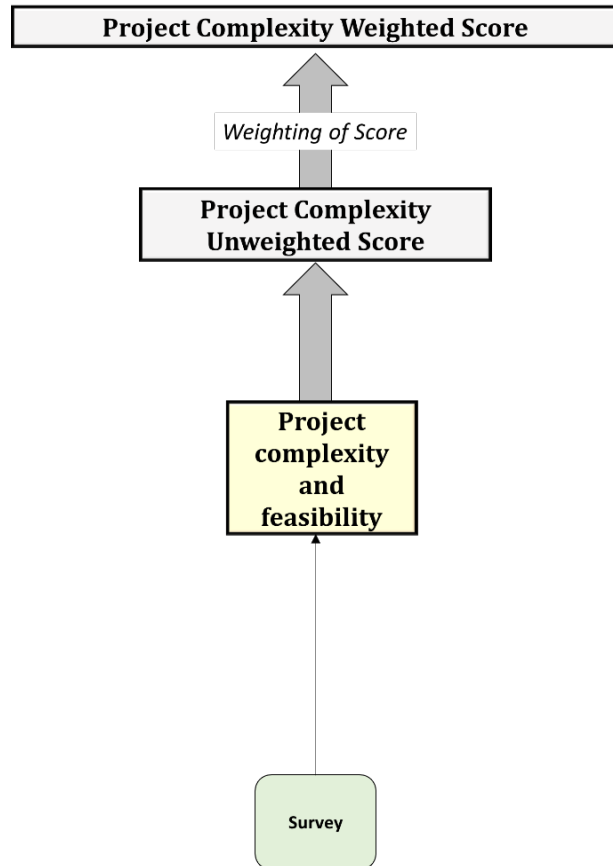 Project Complexity Weighted Score
Weighting of Score
Project Complexity
Unweighted Score
Project
complexity
and
feasibility
Survey